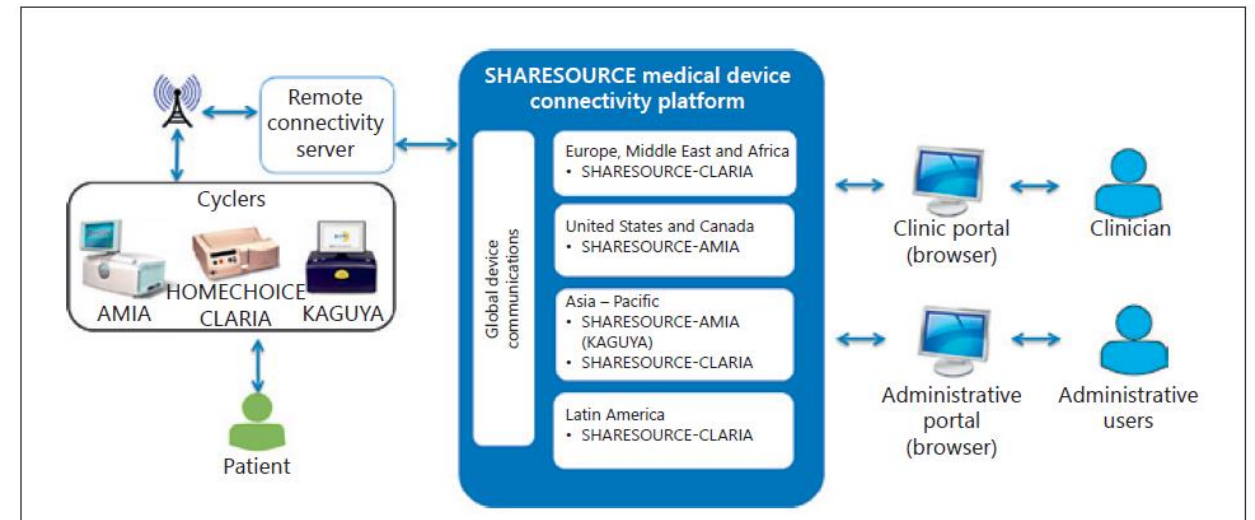 SHARESOURCE medical device
connectivity platform
Remote
connectivity
server
Cyclers
AMIA
HOMECHOICE
CLARIA
KAGUYA
Patient
Global device
communications
Europe, Middle East and Africa
• SHARESOURCE-CLARIA
United States and Canada
• SHARESOURCE-AMIA
Asia – Pacific
• SHARESOURCE-AMIA
(KAGUYA)
• SHARESOURCE-CLARIA
Latin America
• SHARESOURCE-CLARIA
Clinic portal
(browser)
Clinician
Administrative
portal
(browser)
Administrative
users